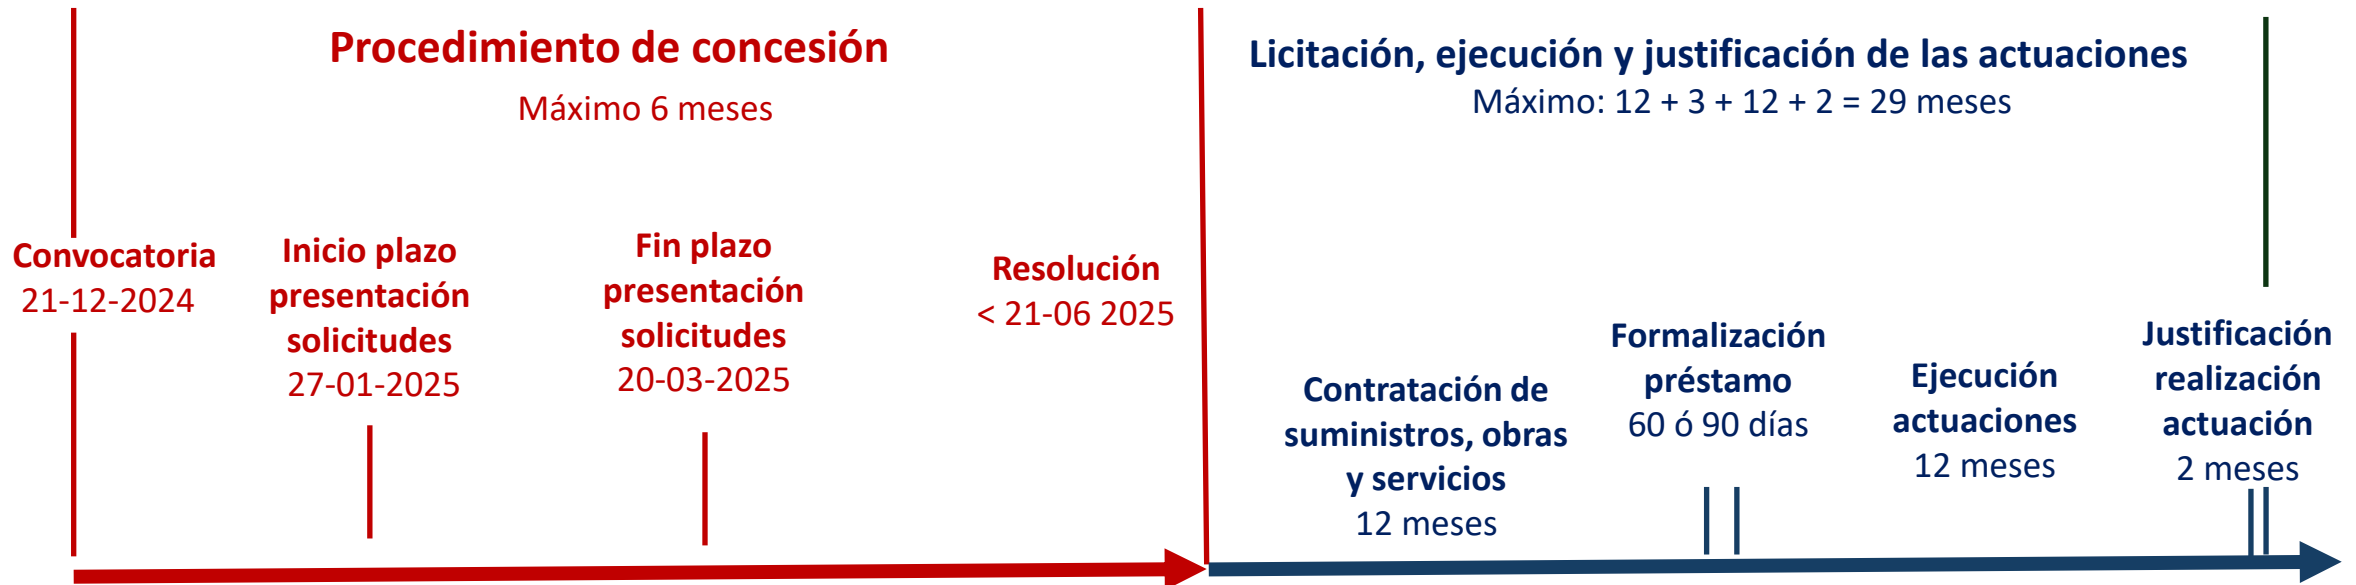 Procedimiento de concesión
Máximo 6 meses
Convocatoria
21-12-2024
Inicio plazo
presentación
solicitudes
27-01-2025
Fin plazo
presentación
solicitudes
20-03-2025
Resolución
< 21-06 2025
Licitación, ejecución y justificación de las actuaciones
Máximo: 12 + 3 + 12 + 2 = 29 meses
Contratación de
suministros, obras
y servicios
12 meses
Formalización
préstamo
60 ó 90 días
Ejecución
actuaciones
12 meses
Justificación
realización
actuación
2 meses